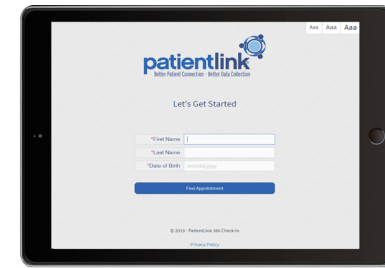 Aaa Aaa Aaa
patientlink
Better Patient Connection - Better Data Collection
Let's Get Started
*First Name
*Last Name
*Date of Birth mm/dd/yyyy
Find Appointment
© 2019 - PatientLink 360 Check-In
Privacy Policy